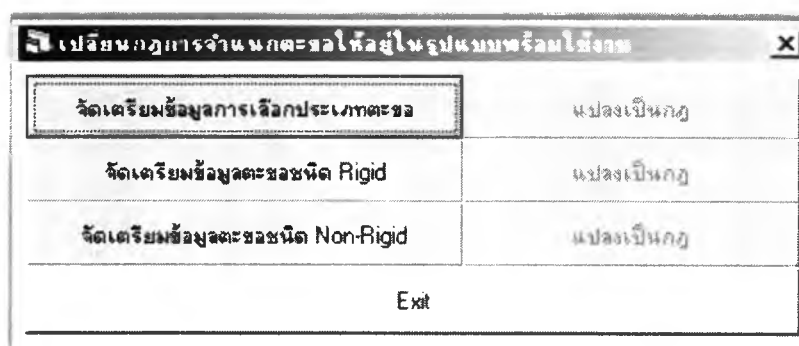 เปลี่ยนกฎการจำแนกตะขอให้อยู่ในรูปแบบพร้อมใช้งาน
จัดเตรียมข้อมูลการเลือกประเภทตะขอ แปลงเป็นกฎ
จัดเตรียมข้อมูลตะขอชนิด Rigid แปลงเป็นกฎ
จัดเตรียมข้อมูลตะขอชนิด Non-Rigid แปลงเป็นกฎ
Exit